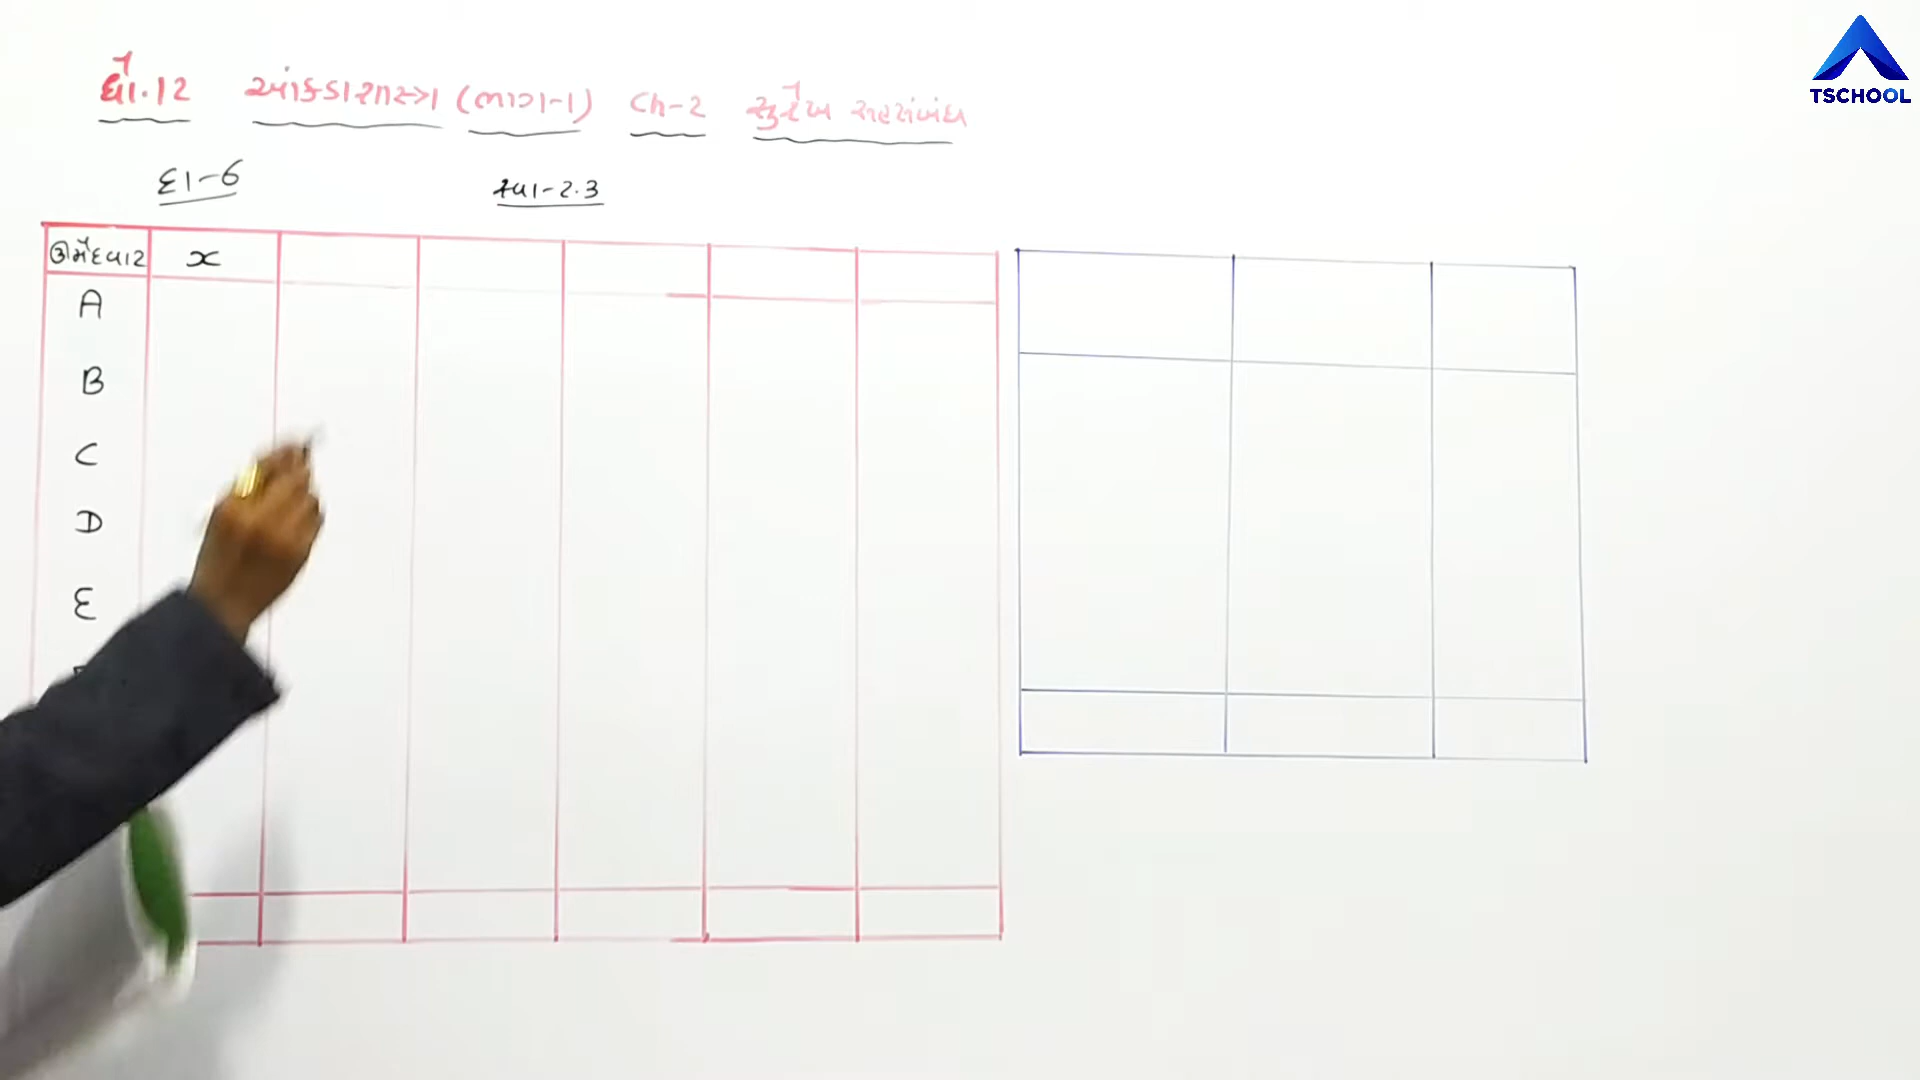 ધો.12 આંકડાશાસ્ત્ર (ભાગ-1) Ch-2 સુરેખ સહસંબંધ
દા-6 સ્વા-2.3
ઉમેદવાર x
A
B
C
D
E
TSCHOOL